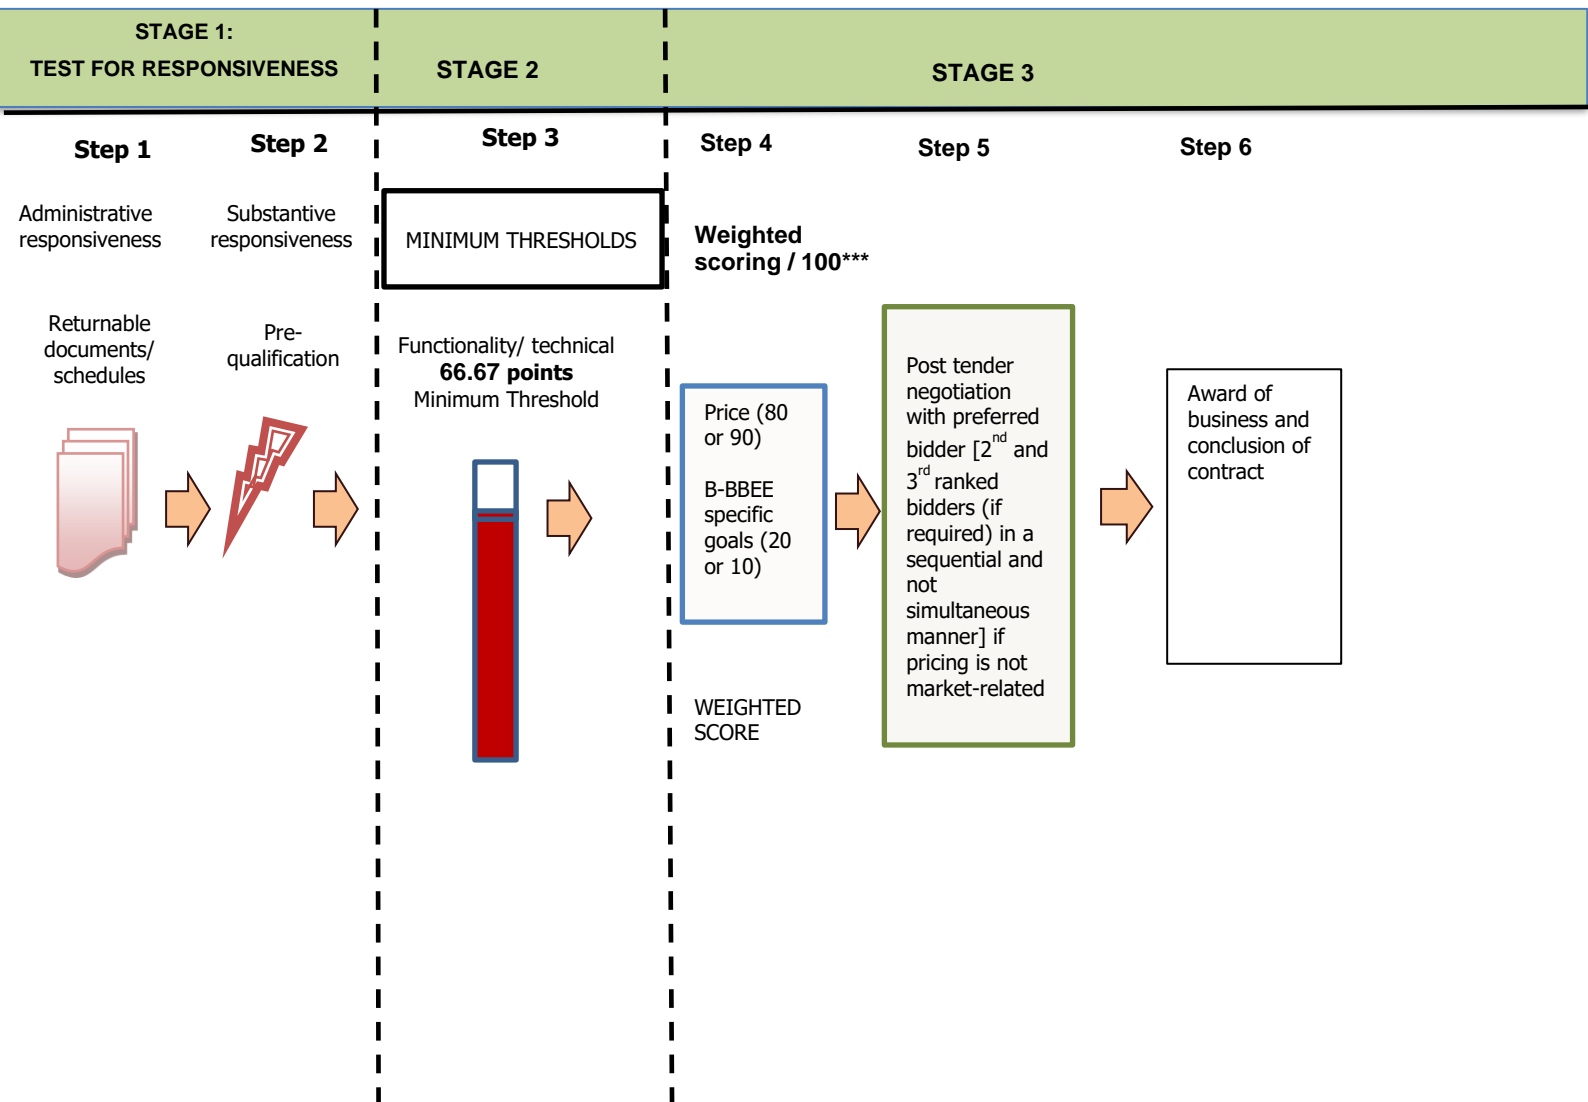 STAGE 1:
TEST FOR RESPONSIVENESS
STAGE 2
STAGE 3
Step 1
Step 2
Step 3
Step 4
Step 5
Step 6
Administrative
responsiveness
Substantive
responsiveness
MINIMUM THRESHOLDS
Weighted
scoring / 100***
Returnable
documents/
schedules
Pre-
qualification
Functionality/ technical
66.67 points
Minimum Threshold
Price (80
or 90)
B-BBEE
specific
goals (20
or 10)
WEIGHTED
SCORE
Post tender
negotiation
with preferred
bidder [2nd and
3rd ranked
bidders (if
required) in a
sequential and
not
simultaneous
manner] if
pricing is not
market-related
Award of
business and
conclusion of
contract